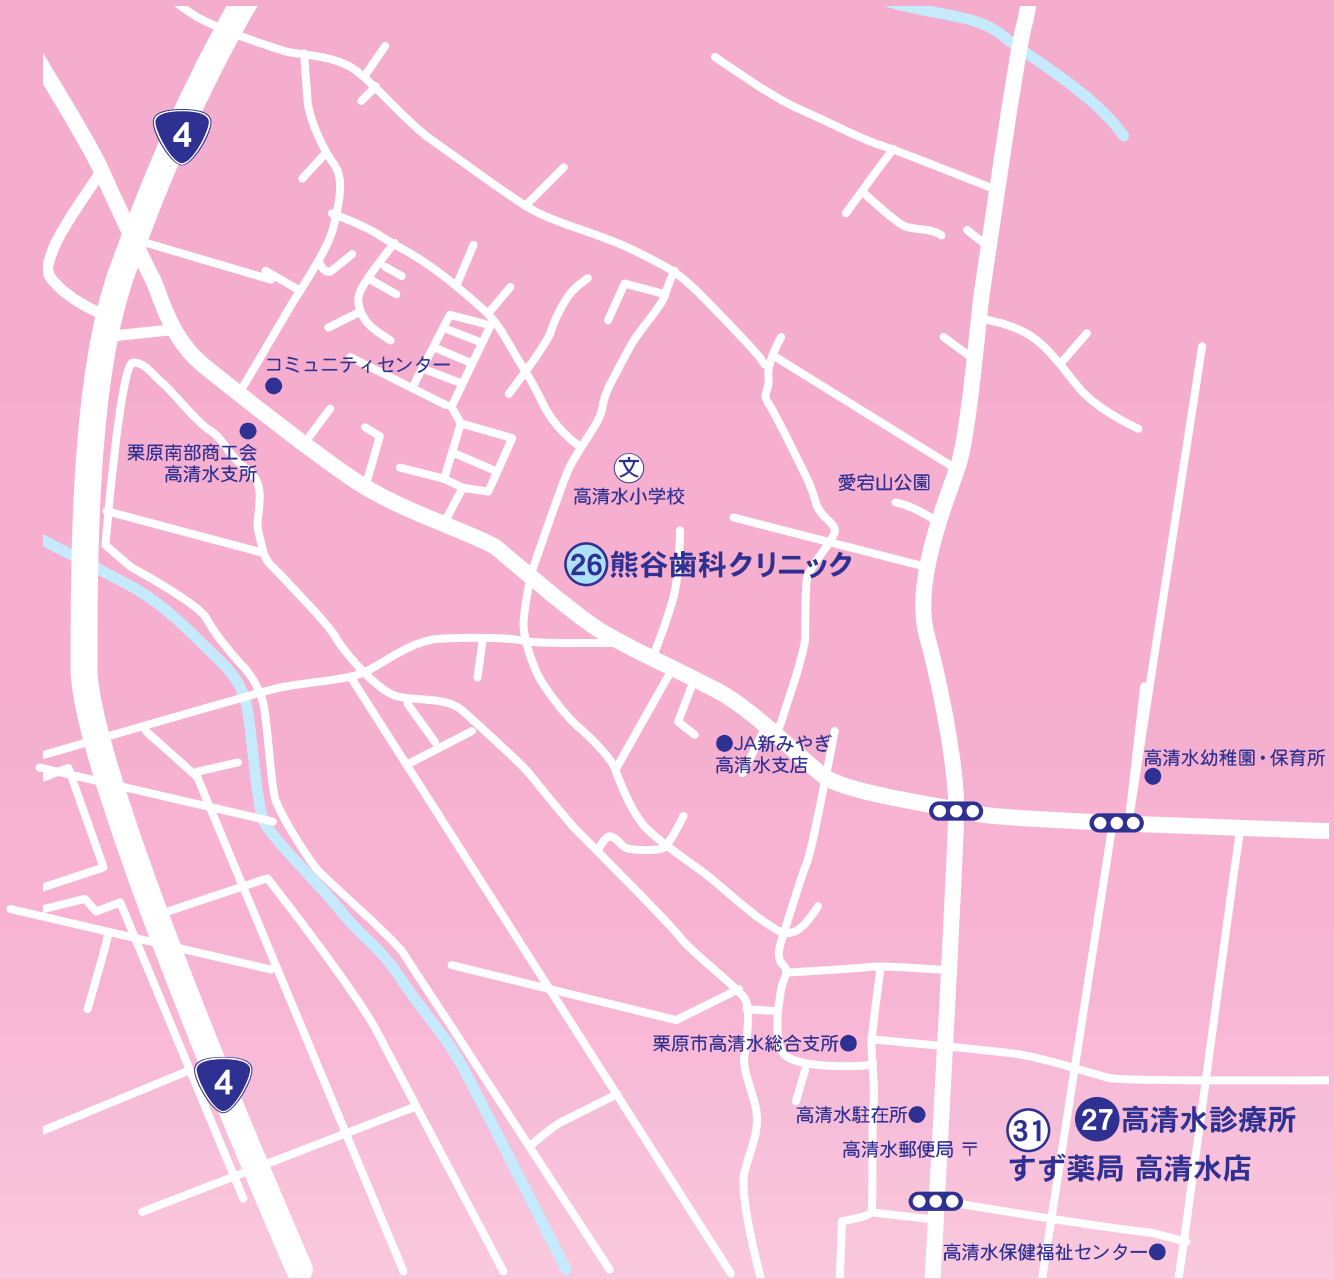 4
コミュニティセンター
栗原南部商工会
高清水支所
文
高清水小学校
愛宕山公園
26 熊谷歯科クリニック
JA新みやぎ
高清水支店
高清水幼稚園・保育所
栗原市高清水総合支所
4
高清水駐在所
31
27 高清水診療所
高清水郵便局 〒
すず薬局 高清水店
高清水保健福祉センター